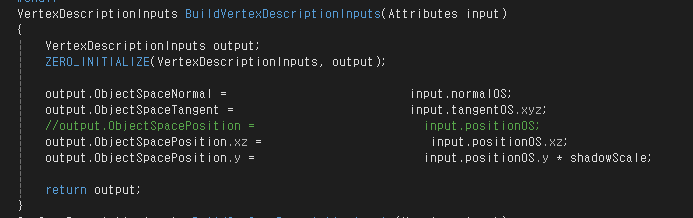 VertexDescriptionInputs BuildVertexDescriptionInputs(Attributes input)
{
VertexDescriptionInputs output;
ZERO_INITIALIZE(VertexDescriptionInputs, output);
output.ObjectSpaceNormal = input.normalOS;
output.ObjectSpaceTangent = input.tangentOS.xyz;
//output.ObjectSpacePosition = input.positionOS;
output.ObjectSpacePosition.xz = input.positionOS.xz;
output.ObjectSpacePosition.y = input.positionOS.y * shadowScale;
return output;
}